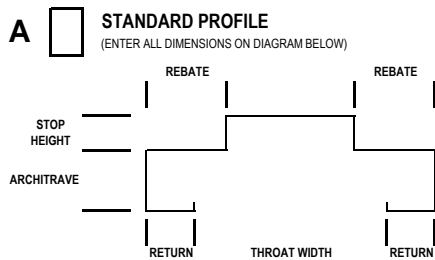 A STANDARD PROFILE
(ENTER ALL DIMENSIONS ON DIAGRAM BELOW)
REBATE REBATE
STOP
HEIGHT
ARCHITRAVE
RETURN THROAT WIDTH RETURN